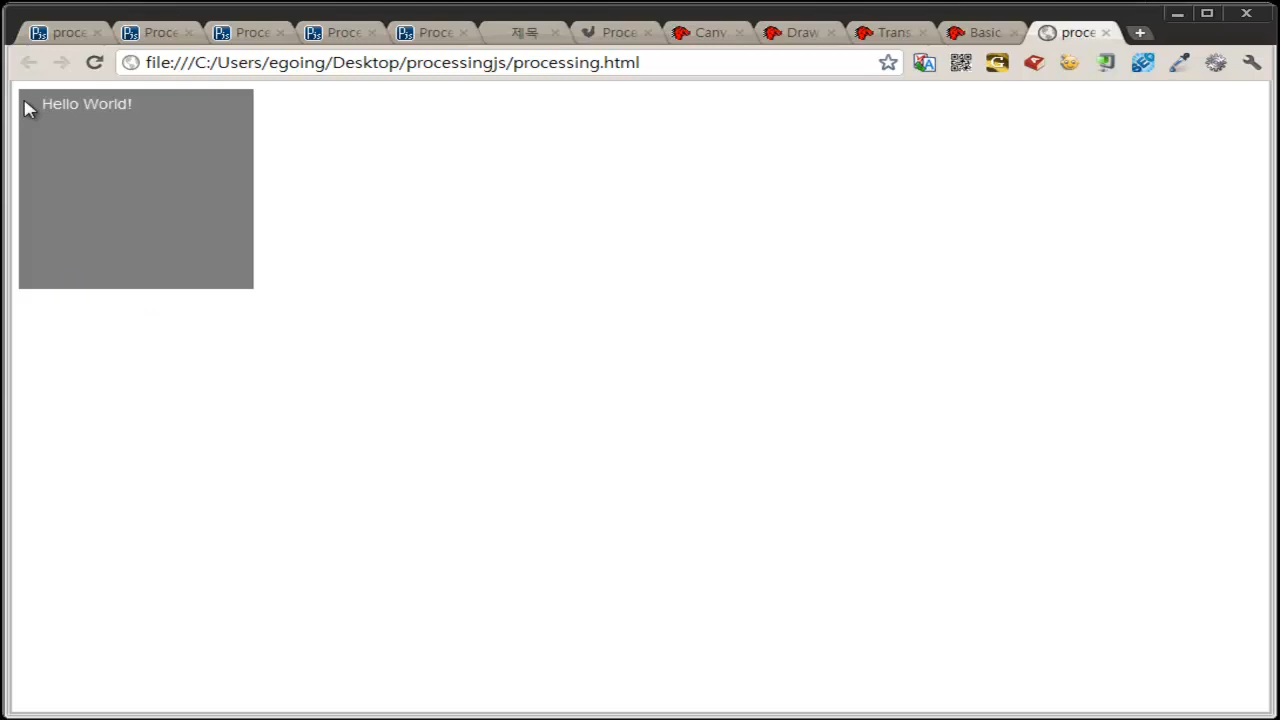 proce Proce Proce Proce Proce 제목 Proce Canv Draw Trans Basic proce
file:///C:/Users/egoing/Desktop/processingjs/processing.html
Hello World!